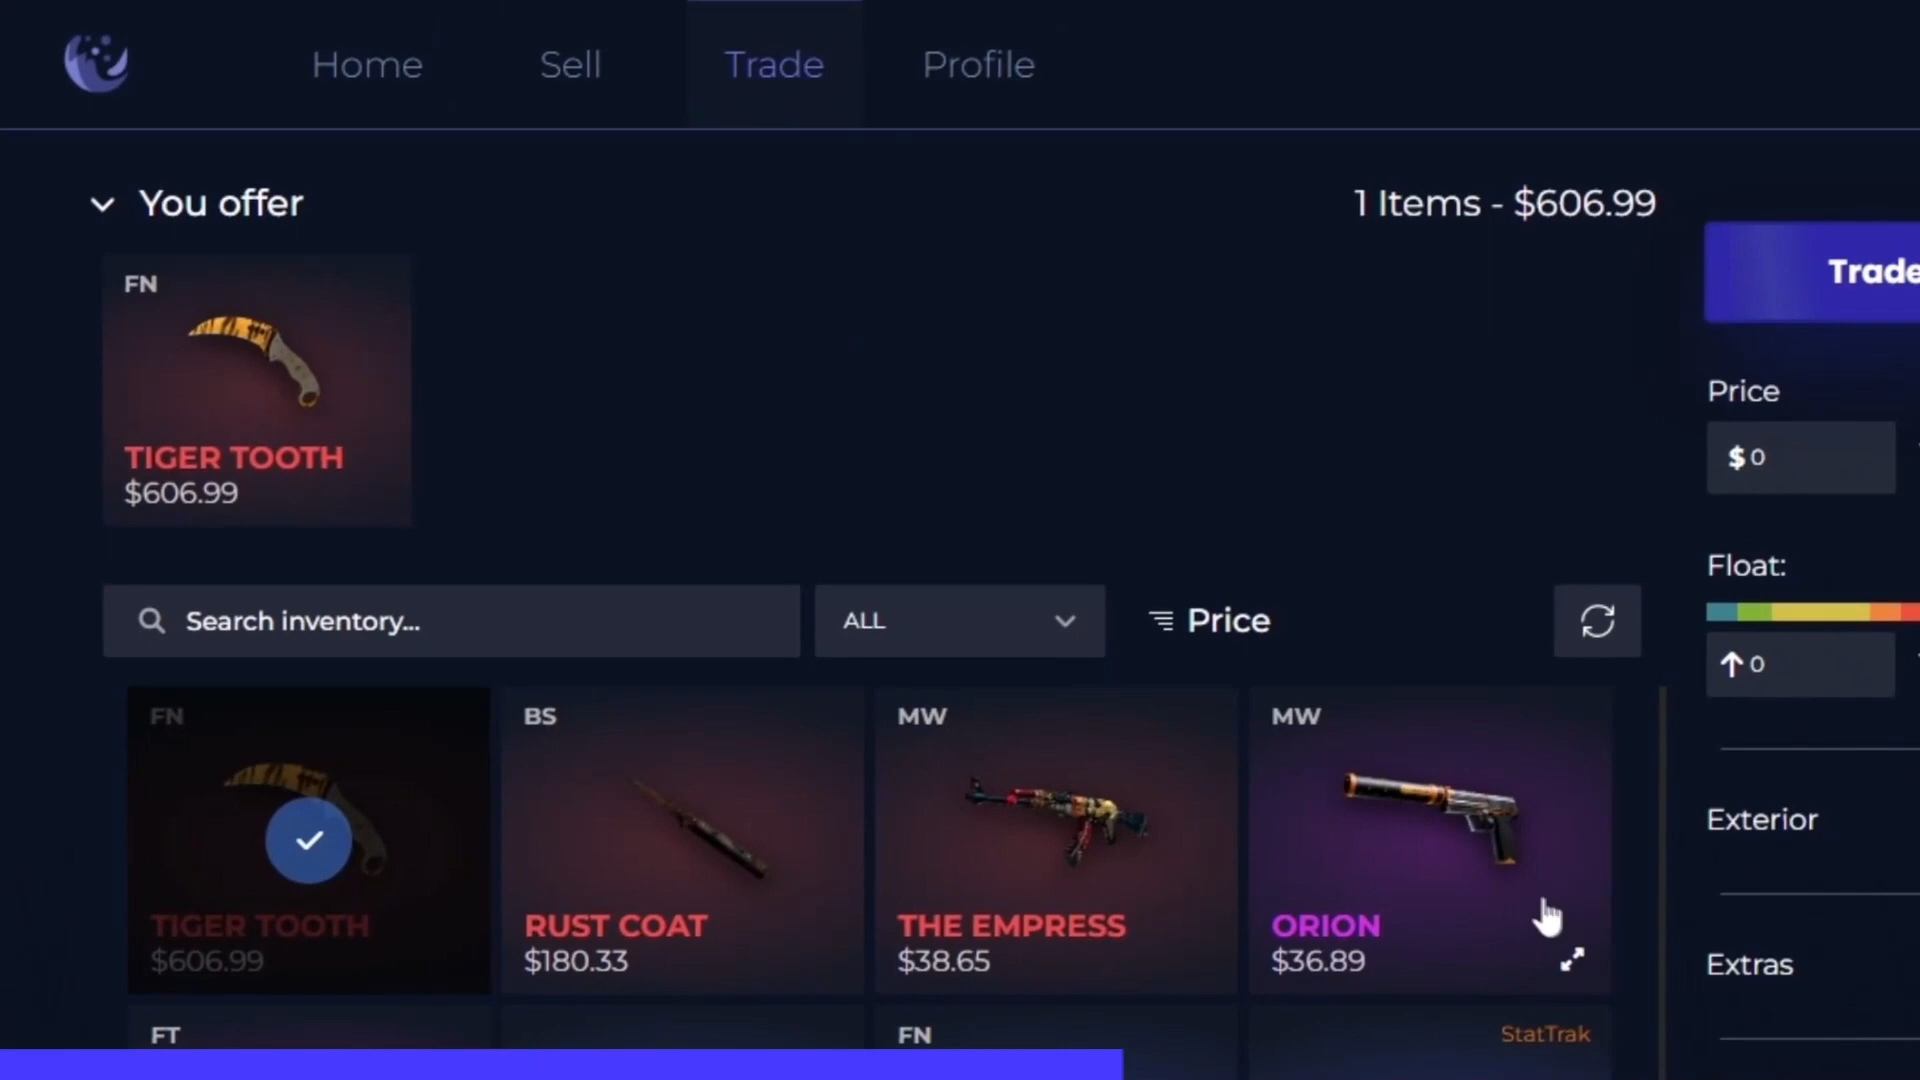 Home
Sell
Trade
Profile
You offer
1 Items - $606.99
FN
TIGER TOOTH
$606.99
Trade
Price
$ 0
Float:
0
Exterior
Extras
Search inventory...
ALL
Price
FN
TIGER TOOTH
$606.99
BS
RUST COAT
$180.33
MW
THE EMPRESS
$38.65
MW
ORION
$36.89
FT
FN
StatTrak